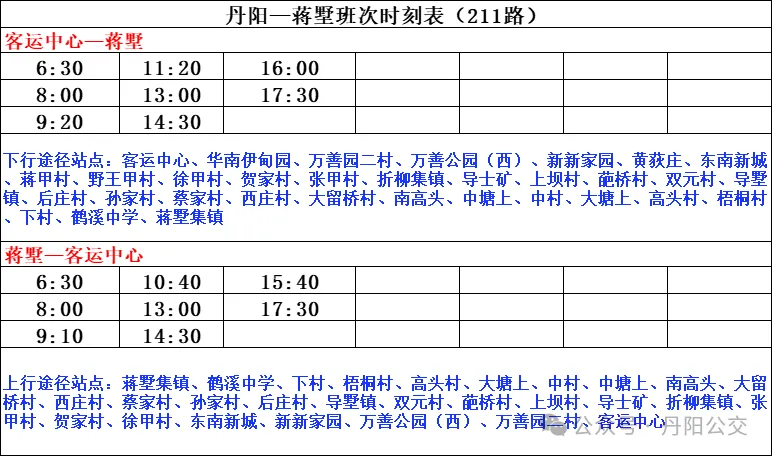 丹阳—蒋墅班次时刻表（211路）
客运中心—蒋墅
6:30 11:20 16:00
8:00 13:00 17:30
9:20 14:30
下行途径站点：客运中心、华南伊甸园、万善园二村、万善公园（西）、新新家园、黄荻庄、东南新城
、蒋甲村、野王甲村、徐甲村、贺家村、张甲村、折柳集镇、导士矿、上坝村、葩桥村、双元村、导墅
镇、后庄村、孙家村、蔡家村、西庄村、大留桥村、南高头、中塘上、中村、大塘上、高头村、梧桐村
、下村、鹤溪中学、蒋墅集镇
蒋墅—客运中心
6:30 10:40 15:40
8:00 13:00 17:30
9:10 14:30
上行途径站点：蒋墅集镇、鹤溪中学、下村、梧桐村、高头村、大塘上、中村、中塘上、南高头、大留
桥村、西庄村、蔡家村、孙家村、后庄村、导墅镇、双元村、葩桥村、上坝村、导士矿、折柳集镇、张
甲村、贺家村、徐甲村、东南新城、新新家园、万善公园（西）、万善园二村、客运中心
公众号·丹阳公交